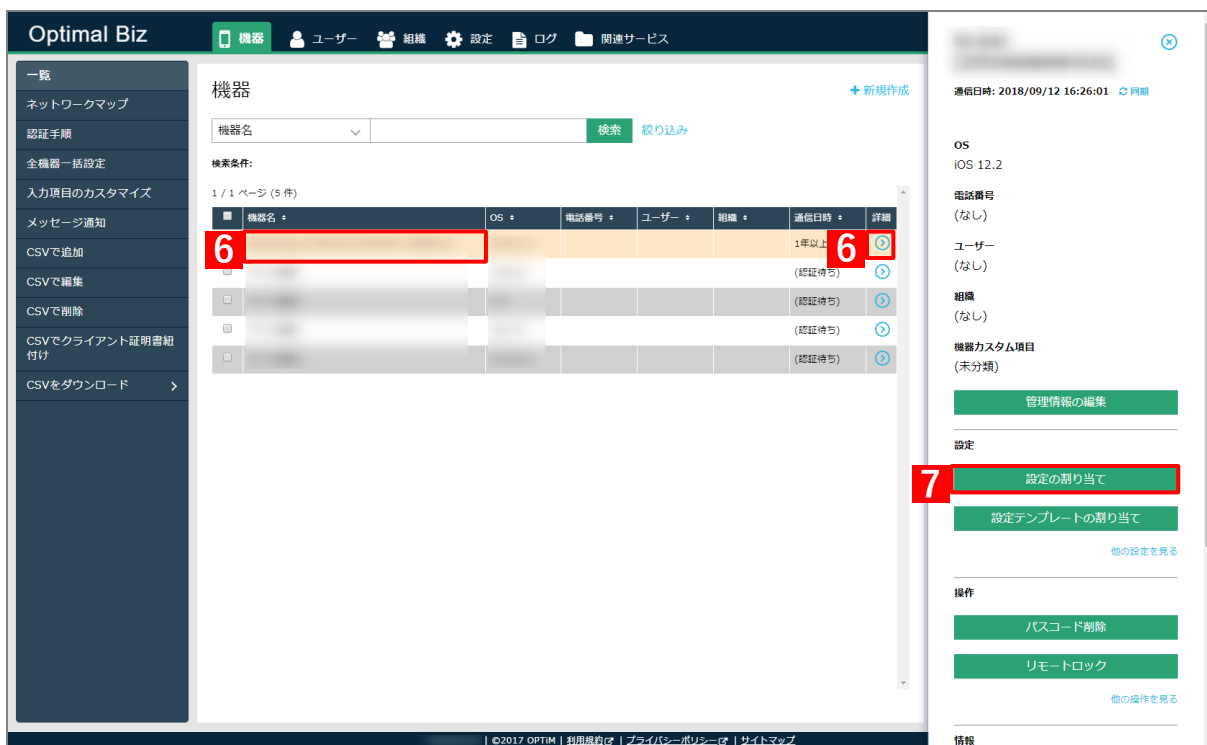 Optimal Biz
機器
ユーザー
組織
設定
ログ
関連サービス
一覧
ネットワークマップ
認証手順
全機器一括設定
入力項目のカスタマイズ
メッセージ通知
CSVで追加
CSVで編集
CSVで削除
CSVでクライアント証明書紐
付け
CSVをダウンロード
機器
新規作成
機器名
検索
絞り込み
検索条件:
1 / 1 ページ (5 件)
機器名 OS 電話番号 ユーザー 組織 通信日時 詳細
6 1年以上 6
(認証待ち)
(認証待ち)
(認証待ち)
(認証待ち)
通信日時: 2018/09/12 16:26:01 同期
OS
iOS 12.2
電話番号
(なし)
ユーザー
(なし)
組織
(なし)
機器カスタム項目
(未分類)
管理情報の編集
設定
7 設定の割り当て
設定テンプレートの割り当て
他の設定を見る
操作
パスコード削除
リモートロック
他の操作を見る
情報
| ©2017 OPTiM | 利用規約 | プライバシーポリシー | サイトマップ